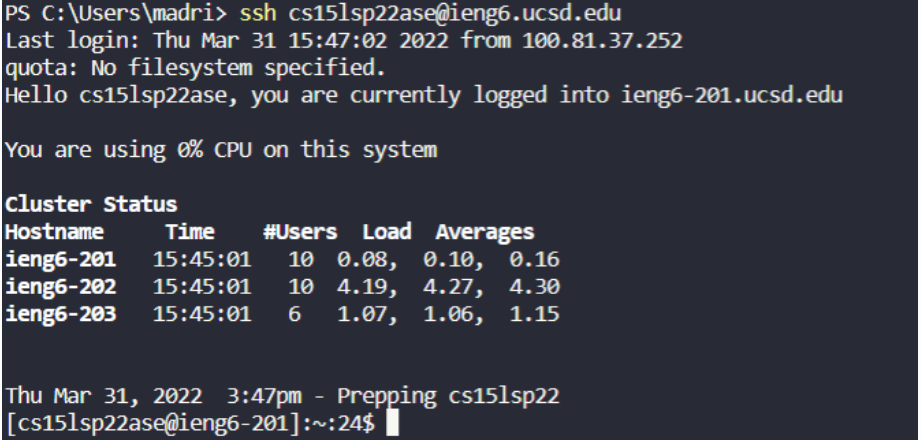 PS C:\Users\madri> ssh cs15lsp22ase@ieng6.ucsd.edu
Last login: Thu Mar 31 15:47:02 2022 from 100.81.37.252
quota: No filesystem specified.
Hello cs15lsp22ase, you are currently logged into ieng6-201.ucsd.edu
You are using 0% CPU on this system
Cluster Status
Hostname     Time    #Users  Load  Averages
ieng6-201   15:45:01   10  0.08,  0.10,  0.16
ieng6-202   15:45:01   10  4.19,  4.27,  4.30
ieng6-203   15:45:01   6   1.07,  1.06,  1.15
Thu Mar 31, 2022  3:47pm - Prepping cs15lsp22
[cs15lsp22ase@ieng6-201]:~:24$